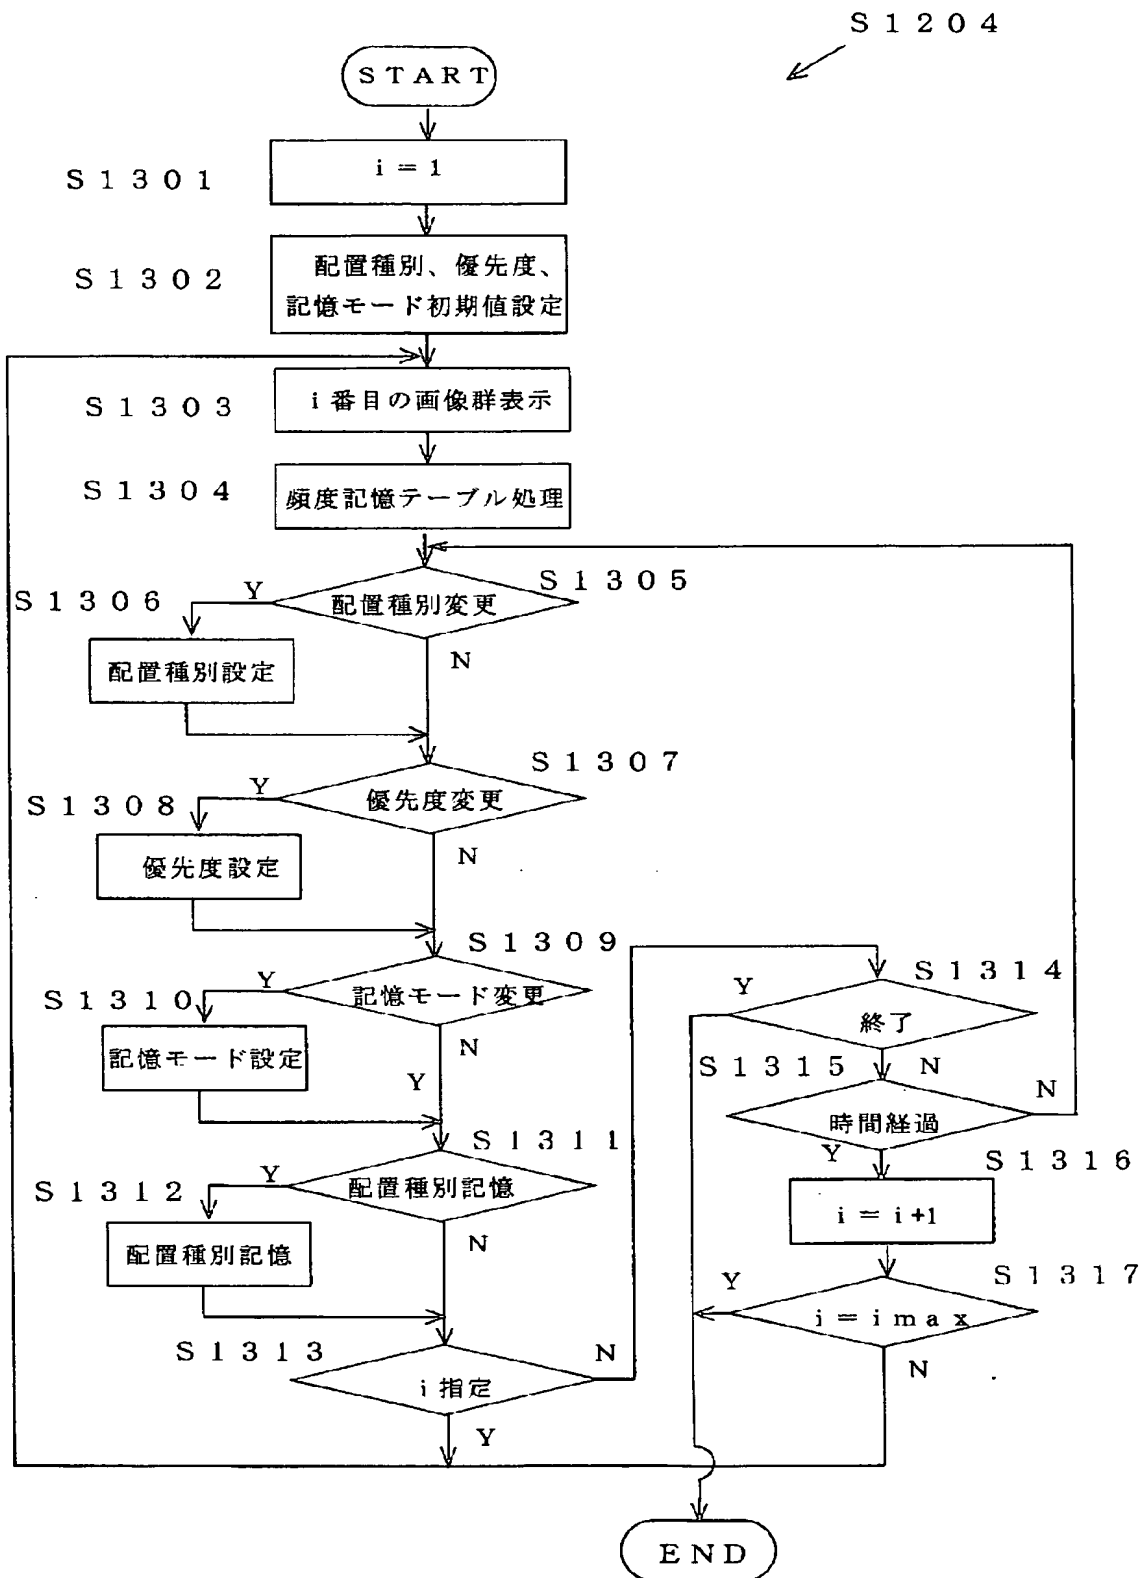 S1204
START
S1301
i = 1
S1302
配置種別、優先度、
記憶モード初期値設定
S1303
i番目の画像群表示
S1304
頻度記憶テーブル処理
S1305
S1306
Y
配置種別変更
配置種別設定
N
S1307
Y
優先度変更
S1308
優先度設定
N
S1309
Y
記憶モード変更
S1310
記憶モード設定
N
Y
S1311
Y
配置種別記憶
S1312
配置種別記憶
N
S1313
i指定
N
Y
S1314
Y
終了
N
S1315
時間経過
N
Y
S1316
i = i+1
S1317
Y
i = imax
N
END